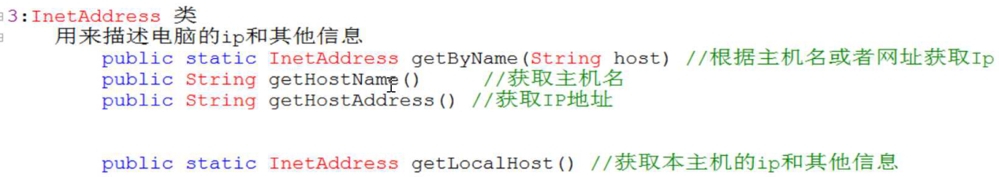 3:InetAddress 类
用来描述电脑的ip和其他信息
public static InetAddress getByName(String host) //根据主机名或者网址获取Ip
public String getHostName() //获取主机名
public String getHostAddress() //获取IP地址
public static InetAddress getLocalHost() //获取本主机的ip和其他信息